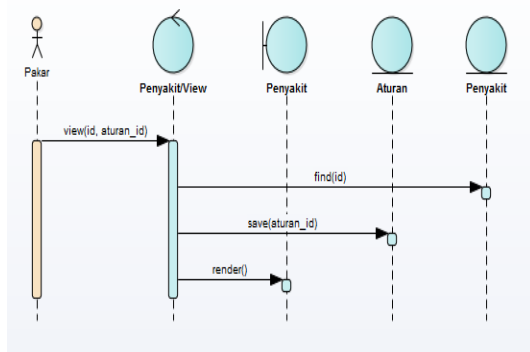 Pakar
Penyakit/View
Penyakit
Aturan
Penyakit
view(id, aturan_id)
find(id)
save(aturan_id)
render()